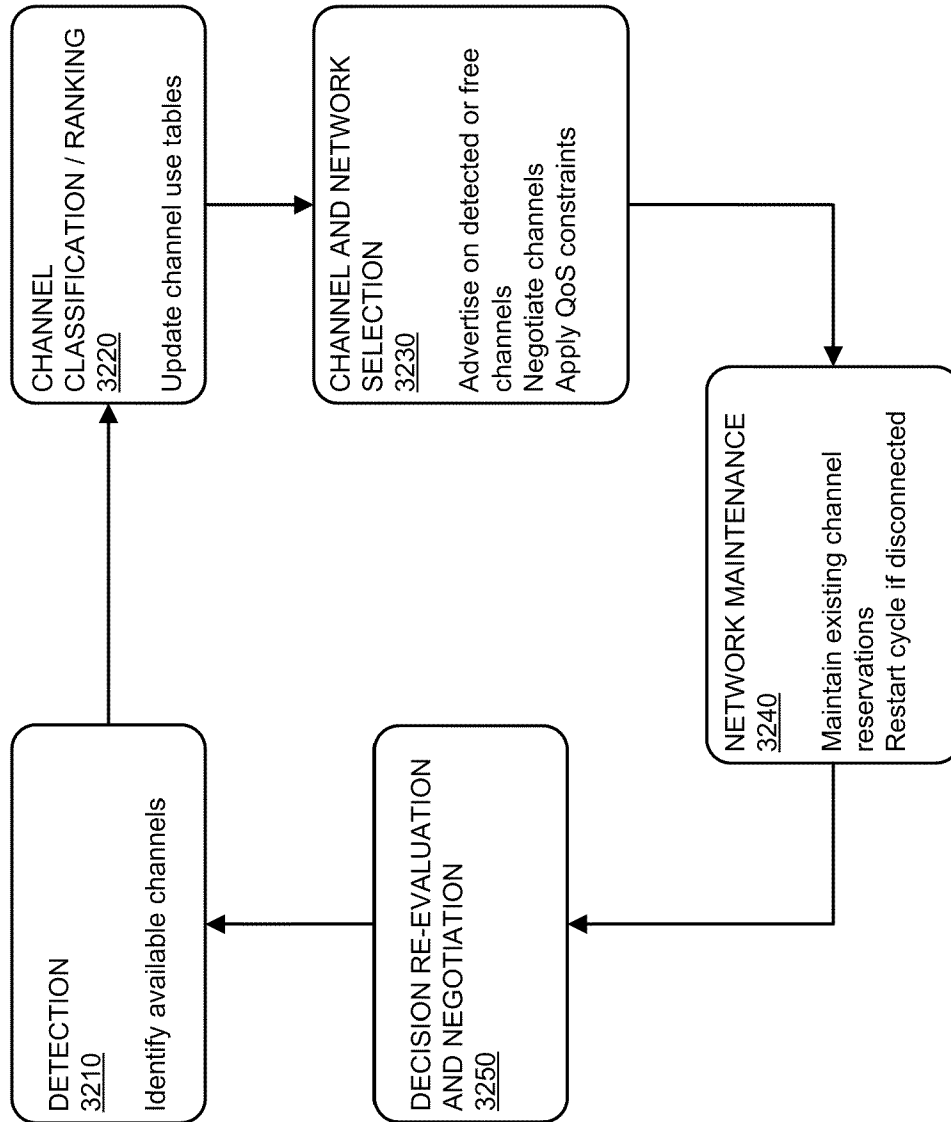 DETECTION
3210
Identify available channels
CHANNEL
CLASSIFICATION / RANKING
3220
Update channel use tables
CHANNEL AND NETWORK
SELECTION
3230
Advertise on detected or free
channels
Negotiate channels
Apply QoS constraints
NETWORK MAINTENANCE
3240
Maintain existing channel
reservations
Restart cycle if disconnected
DECISION RE-EVALUATION
AND NEGOTIATION
3250